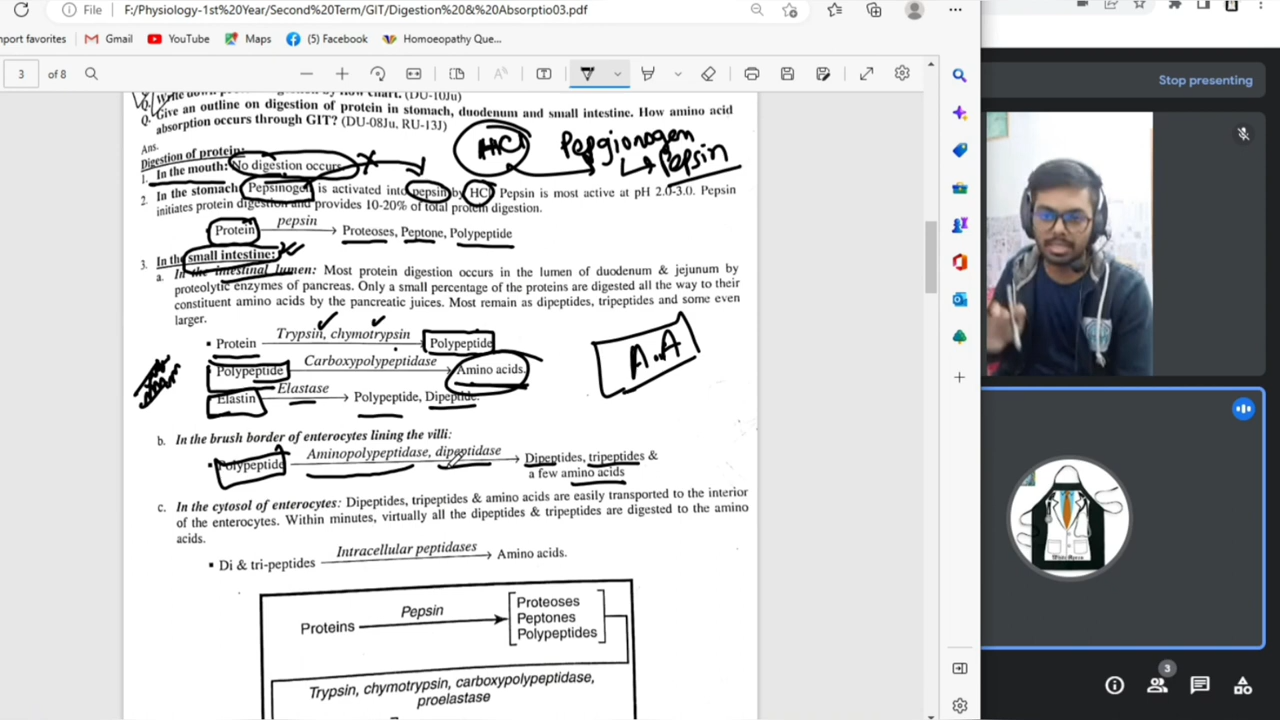 File F:/Physiology-1st%20Year/Second%20Term/GIT/Digestion%20&%20Absorptio03.pdf
nport favorites Gmail YouTube Maps (5) Facebook Homoeopathy Que...
3 of 8
Stop presenting
flow chart. (DU-10Ju)
Q. Give an outline on digestion of protein in stomach, duodenum and small intestine. How amino acid
absorption occurs through GIT? (DU-08Ju, RU-13J)
Ans.
HCl
Pepsin
Digestion of protein:
1. In the mouth: No digestion occurs.
2. In the stomach: Pepsinogen is activated into pepsin by HCl. Pepsin is most active at pH 2.0-3.0. Pepsin
initiates protein digestion and provides 10-20% of total protein digestion.
Protein pepsin Proteoses, Peptone, Polypeptide
3. In the small intestine:
a. In the intestinal lumen: Most protein digestion occurs in the lumen of duodenum & jejunum by
proteolytic enzymes of pancreas. Only a small percentage of the proteins are digested all the way to their
constituent amino acids by the pancreatic juices. Most remain as dipeptides, tripeptides and some even
larger.
▪ Protein Trypsin, chymotrypsin Polypeptide
Polypeptide Carboxypolypeptidase Amino acids.
Elastin Elastase Polypeptide, Dipeptide.
A.A
b. In the brush border of enterocytes lining the villi:
▪ Polypeptide Aminopolypeptidase, dipeptidase Dipeptides, tripeptides &
a few amino acids
c. In the cytosol of enterocytes: Dipeptides, tripeptides & amino acids are easily transported to the interior
of the enterocytes. Within minutes, virtually all the dipeptides & tripeptides are digested to the amino
acids.
▪ Di & tri-peptides Intracellular peptidases Amino acids.
Proteins Pepsin Proteoses
Peptones
Polypeptides
Trypsin, chymotrypsin, carboxypolypeptidase,
proelastase
3